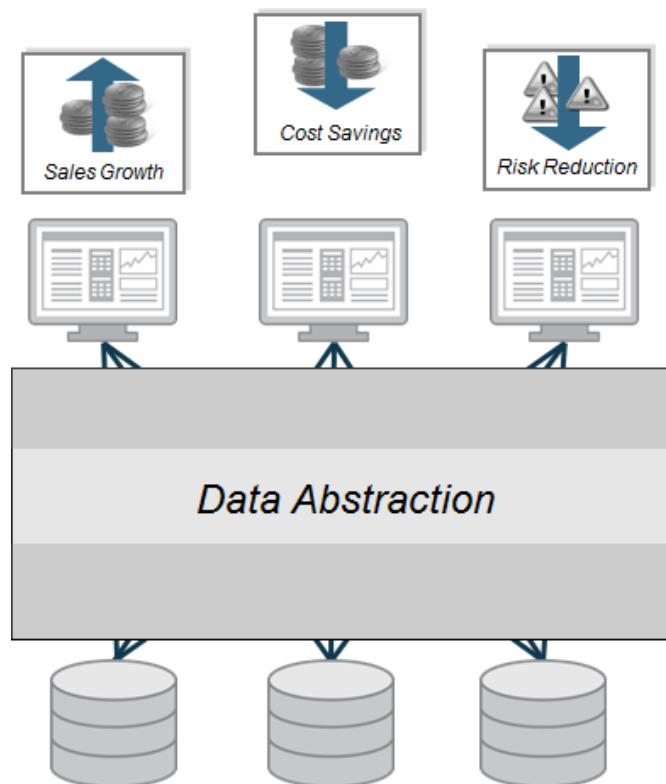 Sales Growth
Cost Savings
Risk Reduction
Data Abstraction